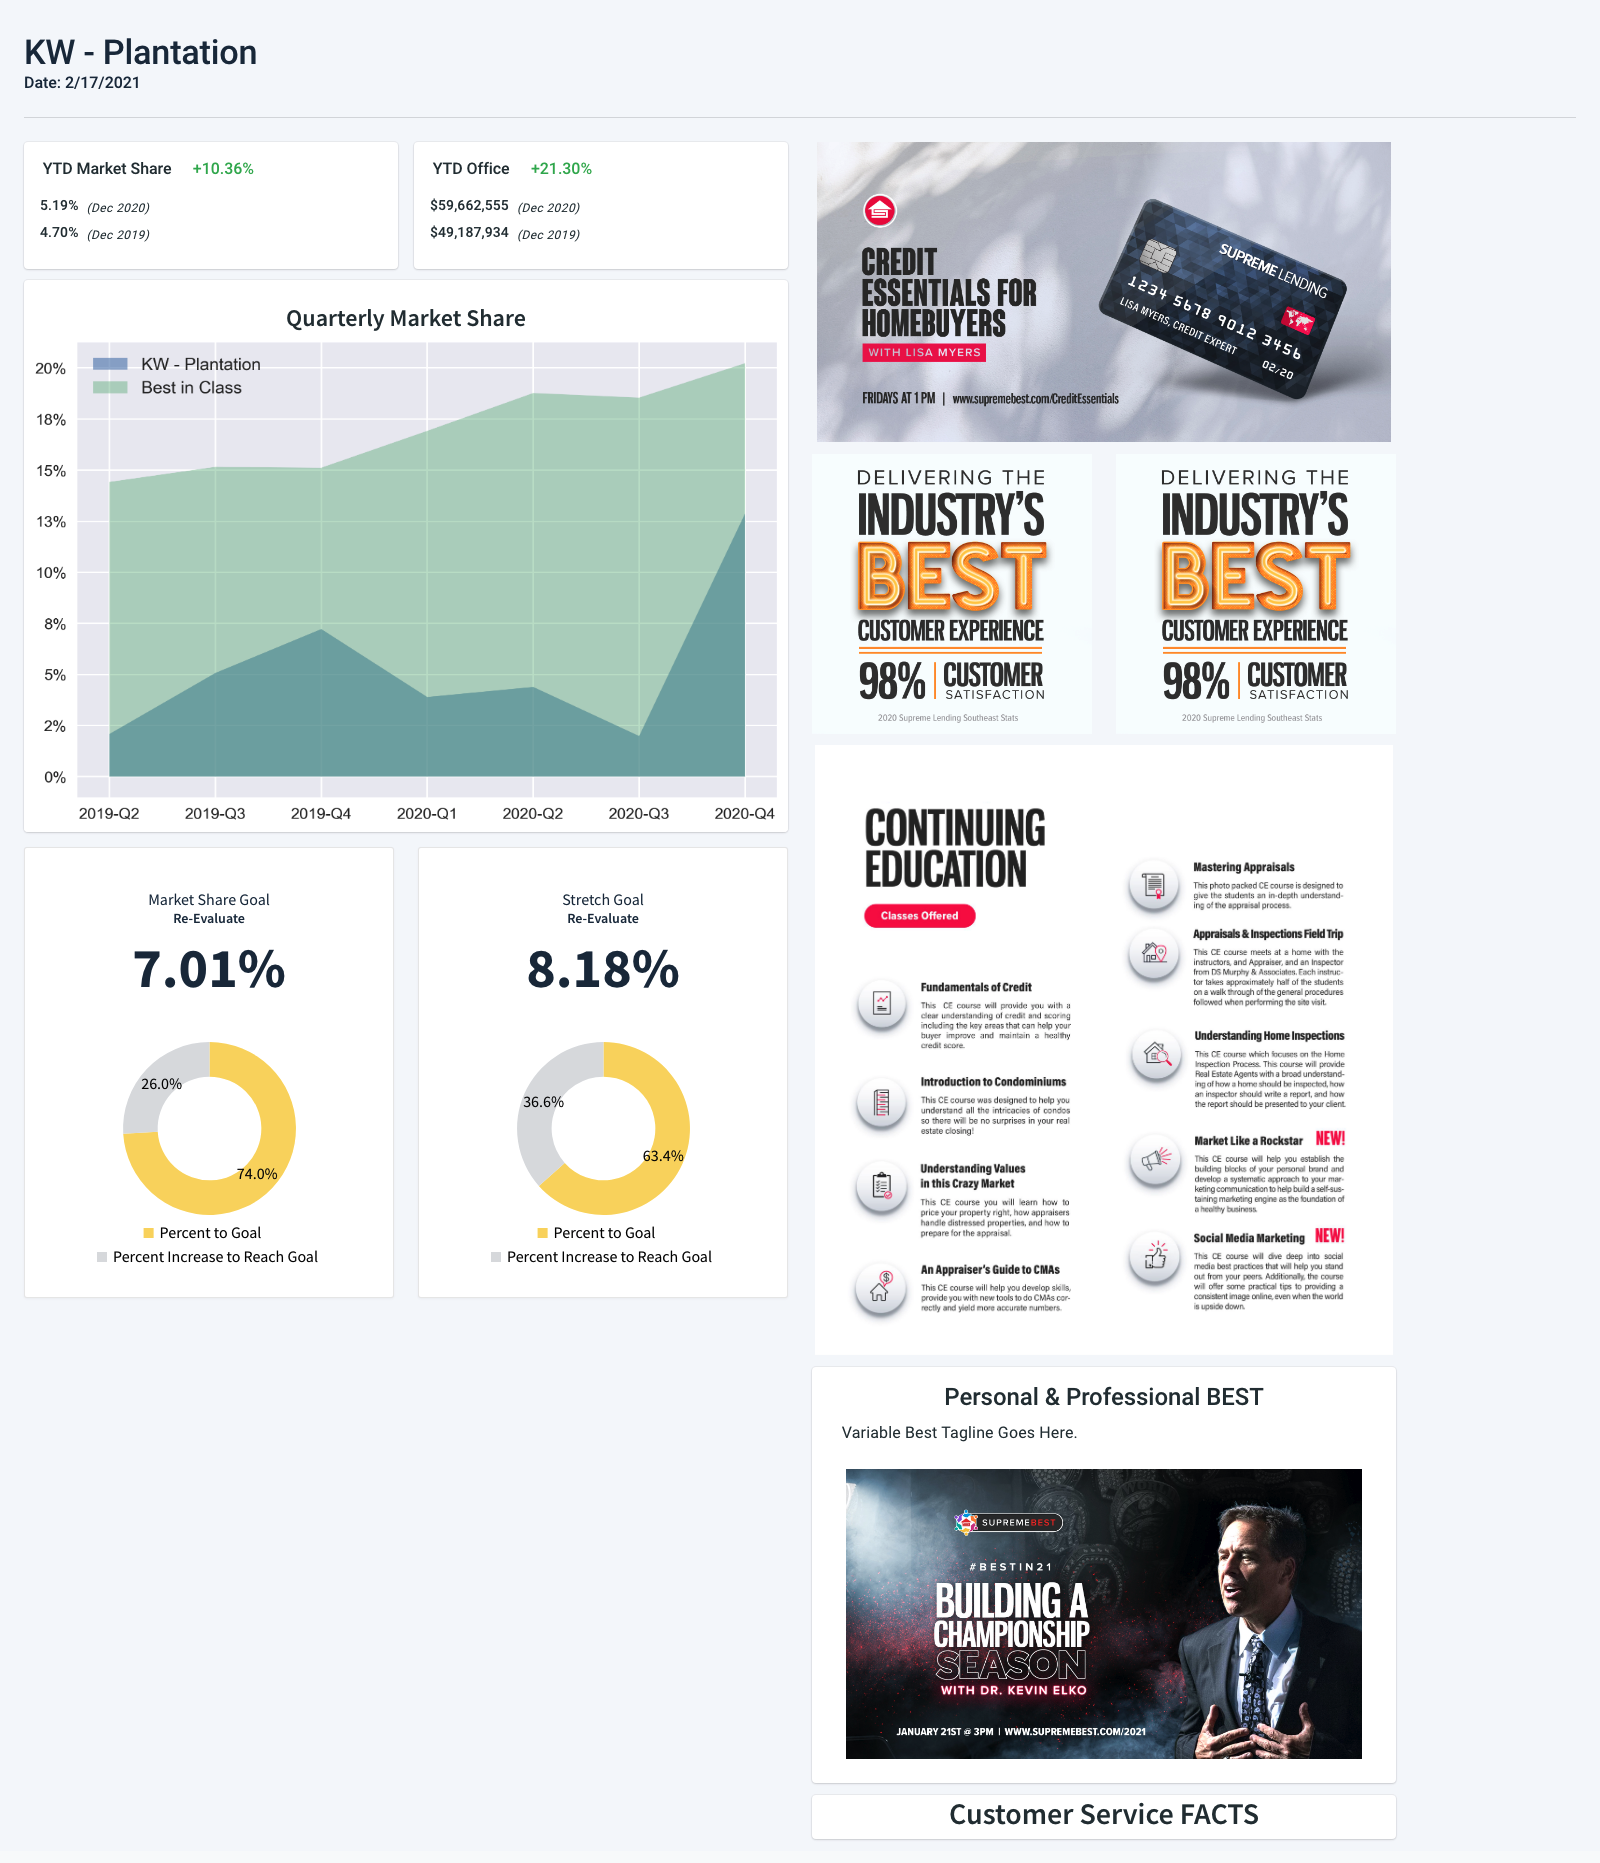 KW - Plantation
Date: 2/17/2021
YTD Market Share +10.36%
5.19% (Dec 2020)
4.70% (Dec 2019)
YTD Office +21.30%
$59,662,555 (Dec 2020)
$49,187,934 (Dec 2019)
Quarterly Market Share
KW - Plantation
Best in Class
20%
18%
15%
13%
10%
8%
5%
2%
0%
2019-Q2 2019-Q3 2019-Q4 2020-Q1 2020-Q2 2020-Q3 2020-Q4
Market Share Goal
Re-Evaluate
7.01%
26.0%
74.0%
Percent to Goal
Percent Increase to Reach Goal
Stretch Goal
Re-Evaluate
8.18%
36.6%
63.4%
Percent to Goal
Percent Increase to Reach Goal
CREDIT
ESSENTIALS FOR
HOMEBUYERS
WITH LISA MYERS
FRIDAYS AT 1 PM | www.supremebest.com/CreditEssentials
SUPREME LENDING
1234 5678 9012 3456
LISA MYERS, CREDIT EXPERT
02/20
DELIVERING THE
INDUSTRY'S
BEST
CUSTOMER EXPERIENCE
98% | CUSTOMER
SATISFACTION
2020 Supreme Lending Southeast Stats
DELIVERING THE
INDUSTRY'S
BEST
CUSTOMER EXPERIENCE
98% | CUSTOMER
SATISFACTION
2020 Supreme Lending Southeast Stats
CONTINUING
EDUCATION
Classes Offered
Fundamentals of Credit
This CE course will provide you with a
clear understanding of credit and scoring
including the key areas that can help your
buyer improve and maintain a healthy
credit score.
Introduction to Condominiums
This CE course was designed to help you
understand all the intricacies of condos
so there will be no surprises in your real
estate closing!
Understanding Values
in this Crazy Market
This CE course you will learn how to
price your property right, how appraisers
handle distressed properties, and how to
prepare for the appraisal.
An Appraiser's Guide to CMAs
This CE course will help you develop skills,
provide you with new tools to do CMAs cor-
rectly and yield more accurate numbers.
Mastering Appraisals
This photo packed CE course is designed to
give the students an in-depth understand-
ing of the appraisal process.
Appraisals & Inspections Field Trip
This CE course meets at a home with the
instructors, and Appraiser, and an Inspector
from DS Murphy & Associates. Each instruc-
tor takes approximately half of the students
on a walk through of the general procedures
followed when performing the site visit.
Understanding Home Inspections
This CE course which focuses on the Home
Inspection Process. This course will provide
Real Estate Agents with a broad understand-
ing of how a home should be inspected, how
an inspector should write a report, and how
the report should be presented to your client.
Market Like a Rockstar NEW!
This CE course will help you establish the
building blocks of your personal brand and
develop a systematic approach to your mar-
keting communication to help build a self-sus-
taining marketing engine as the foundation of
a healthy business.
Social Media Marketing NEW!
This CE course will dive deep into social
media best practices that will help you stand
out from your peers. Additionally, the course
will offer some practical tips to providing a
consistent image online, even when the world
is upside down.
Personal & Professional BEST
Variable Best Tagline Goes Here.
SUPREMEBEST
#BESTIN21
BUILDING A
CHAMPIONSHIP
SEASON
WITH DR. KEVIN ELKO
JANUARY 21ST @ 3PM | WWW.SUPREMEBEST.COM/2021
Customer Service FACTS